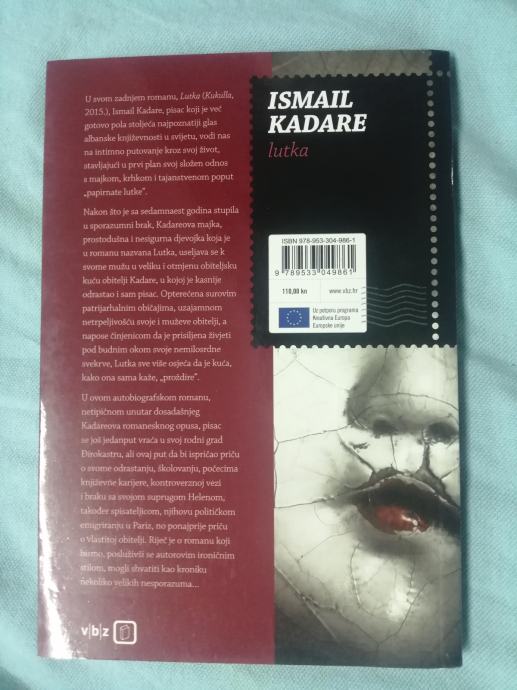 U svom zadnjem romanu, Lutka (Kukulla,
2015.), Ismail Kadare, pisac koji je već
gotovo pola stoljeća najpoznatiji glas
albanske književnosti u svijetu, vodi nas
na intimno putovanje kroz svoj život,
stavljajući u prvi plan svoj složen odnos
s majkom, krhkom i tajanstvenom poput
„papirnate lutke“.
Nakon što je sa sedamnaest godina stupila
u sporazumni brak, Kadareova majka,
prostodušna i nesigurna djevojka koja je
u romanu nazvana Lutka, useljava se k
svome mužu u veliku i otmjenu obiteljsku
kuću obitelji Kadare, u kojoj je kasnije
odrastao i sam pisac. Opterećena surovim
patrijarhalnim običajima, uzajamnom
netrpeljivošću svoje i muževe obitelji, a
napose činjenicom da je prisiljena živjeti
pod budnim okom svoje nemilosrdne
svekrve, Lutka sve više osjeća da je kuća,
kako ona sama kaže, „proždire“.
U ovom autobiografskom romanu,
netipičnom unutar dosadašnjeg
Kadareova romanesknog opusa, pisac
se još jedanput vraća u svoj rodni grad
Đirokastru, ali ovaj put da bi ispričao priču
o svome odrastanju, školovanju, počecima
književne karijere, kontroverznoj vezi
i braku sa svojom suprugom Helenom,
također spisateljicom, njihovu političkom
emigriranju u Pariz, no ponajprije priču
o vlastitoj obitelji. Riječ je o romanu koji
bismo, posluživši se autorovim ironičnim
stilom, mogli shvatiti kao kroniku
nekoliko velikih nesporazuma...
v|b|z
ISMAIL
KADARE
lutka
ISBN 978-953-304-986-1
9 789533 049861
110,00 kn
www.vbz.hr
Uz potporu programa
Kreativna Europa
Europske unije